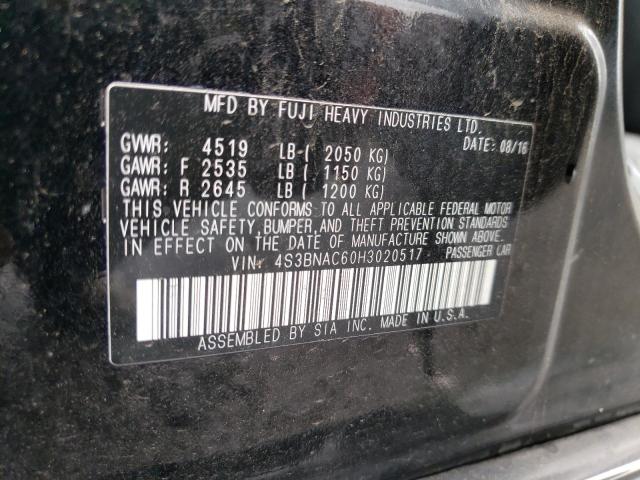 MFD BY FUJI HEAVY INDUSTRIES LTD.
DATE: 08/16
GVWR: 4519 LB-( 2050 KG)
GAWR: F 2535 LB ( 1150 KG)
GAWR: R 2645 LB ( 1200 KG)
THIS VEHICLE CONFORMS TO ALL APPLICABLE FEDERAL MOTOR
VEHICLE SAFETY, BUMPER, AND THEFT PREVENTION STANDARDS
IN EFFECT ON THE DATE OF MANUFACTURE SHOWN ABOVE.
VIN: 4S3BNAC60H3020517 PASSENGER CAR
ASSEMBLED BY SIA INC. MADE IN U.S.A.